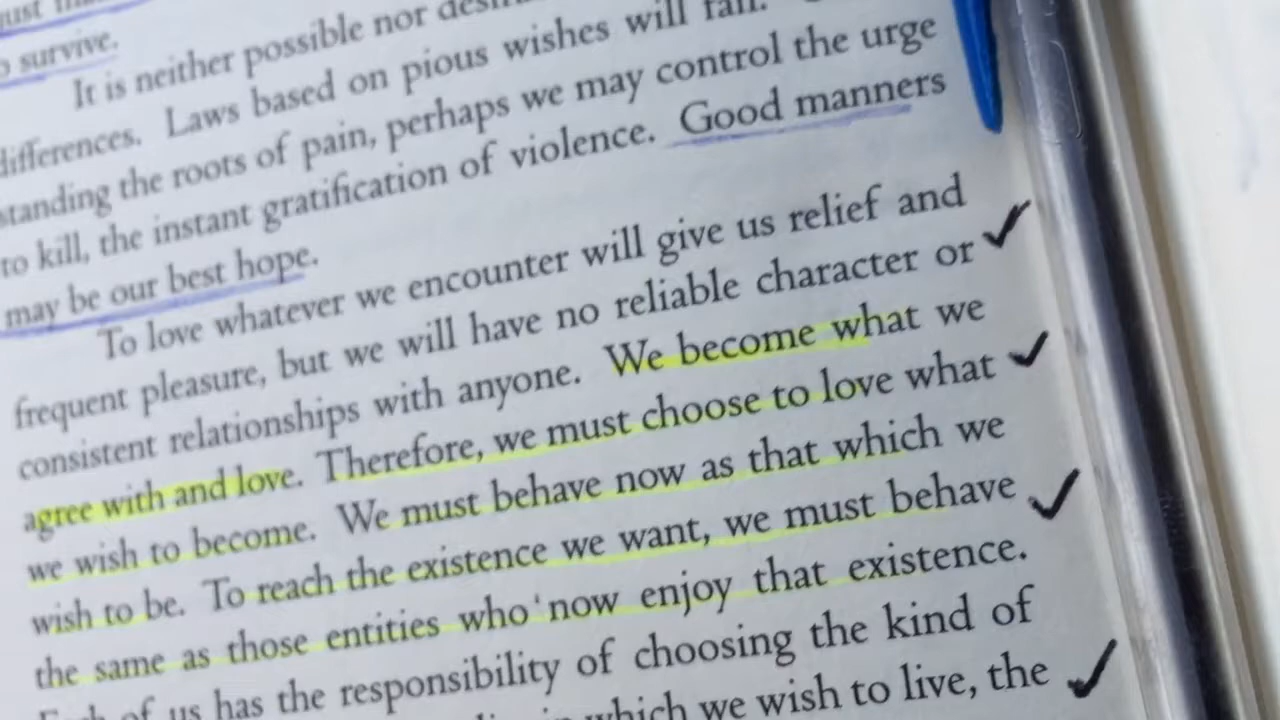 o survive.
It is neither possible nor
differences. Laws based on pious wishes will fail.
standing the roots of pain, perhaps we may control the urge
to kill, the instant gratification of violence. Good manners
may be our best hope.
To love whatever we encounter will give us relief and
frequent pleasure, but we will have no reliable character or
consistent relationships with anyone. We become what we
agree with and love. Therefore, we must choose to love what
we wish to become. We must behave now as that which we
wish to be. To reach the existence we want, we must behave
the same as those entities who now enjoy that existence.
Each of us has the responsibility of choosing the kind of
in which we wish to live, the